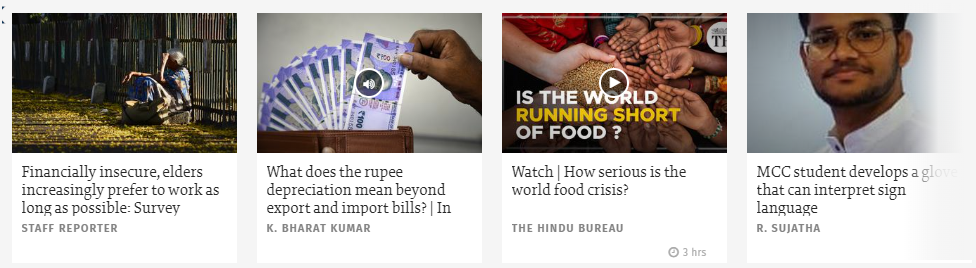 Financially insecure, elders
increasingly prefer to work as
long as possible: Survey
STAFF REPORTER
100
What does the rupee
depreciation mean beyond
export and import bills? | In
K. BHARAT KUMAR
TH
IS THE WORLD
RUNNING SHORT
OF FOOD ?
Watch | How serious is the
world food crisis?
THE HINDU BUREAU
3 hrs
MCC student develops a glove
that can interpret sign
language
R. SUJATHA